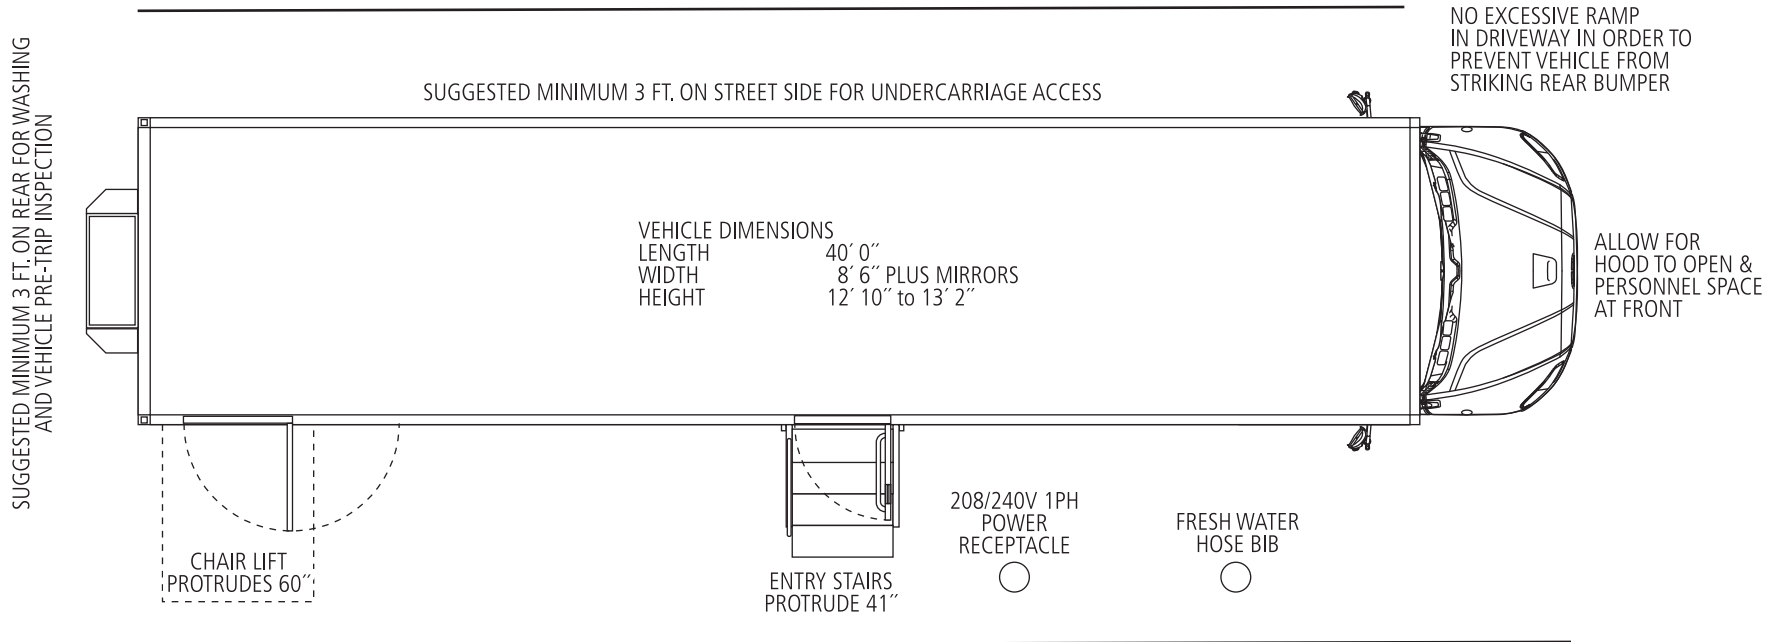 NO EXCESSIVE RAMP
IN DRIVEWAY IN ORDER TO
PREVENT VEHICLE FROM
STRIKING REAR BUMPER
SUGGESTED MINIMUM 3 FT. ON STREET SIDE FOR UNDERCARRIAGE ACCESS
SUGGESTED MINIMUM 3 FT. ON REAR FOR WASHING
AND VEHICLE PRE-TRIP INSPECTION
VEHICLE DIMENSIONS
LENGTH 40′ 0″
WIDTH 8′ 6″ PLUS MIRRORS
HEIGHT 12′ 10″ to 13′ 2″
ALLOW FOR
HOOD TO OPEN &
PERSONNEL SPACE
AT FRONT
CHAIR LIFT
PROTRUDES 60″
ENTRY STAIRS
PROTRUDE 41″
208/240V 1PH
POWER
RECEPTACLE
FRESH WATER
HOSE BIB